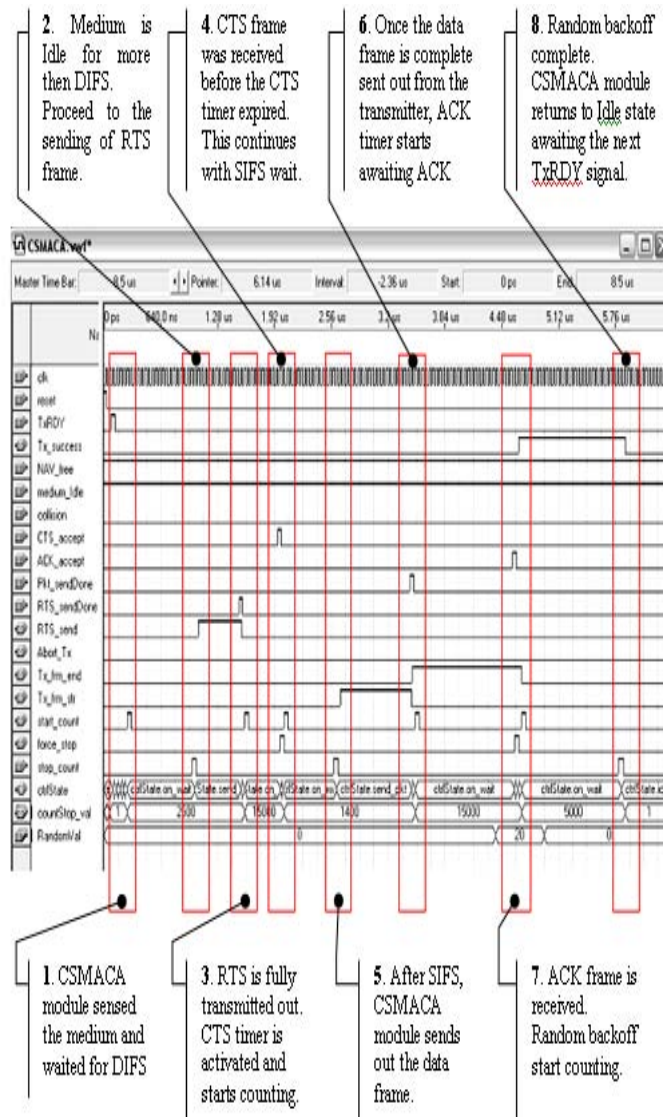 2. Medium is
Idle for more
then DIFS.
Proceed to the
sending of RTS
frame.
4. CTS frame
was received
before the CTS
timer expired.
This continues
with SIFS wait.
6. Once the data
frame is complete
sent out from the
transmitter, ACK
timer starts
awaiting ACK
8. Random backoff
complete.
CSMACA module
returns to Idle state
awaiting the next
TxRDY signal.
CSMACA.vwf*
Master Time Bar: 8.5 us Pointer: 6.14 us Interval: -2.36 us Start: 0 ps End: 8.5 us
0 ps 640.0 ns 1.28 us 1.92 us 2.56 us 3.2 us 3.84 us 4.48 us 5.12 us 5.76 us
Na
clk
reset
TxRDY
Tx_success
NAV_free
medium_Idle
collision
CTS_accept
ACK_accept
Pkt_sendDone
RTS_sendDone
RTS_send
Abort_Tx
Tx_frm_end
Tx_frm_str
start_count
force_stop
stop_count
ctrlState ctrlState.on_wait State.send ctrlState.send_pkt ctrlState.on_wait ctrlState.on_wait
countStop_val 1 15000 1400 15000 5000 1
RandomVal 0 20 0
1. CSMACA
module sensed
the medium and
waited for DIFS
3. RTS is fully
transmitted out.
CTS timer is
activated and
starts counting.
5. After SIFS,
CSMACA
module sends
out the data
frame.
7. ACK frame is
received.
Random backoff
start counting.